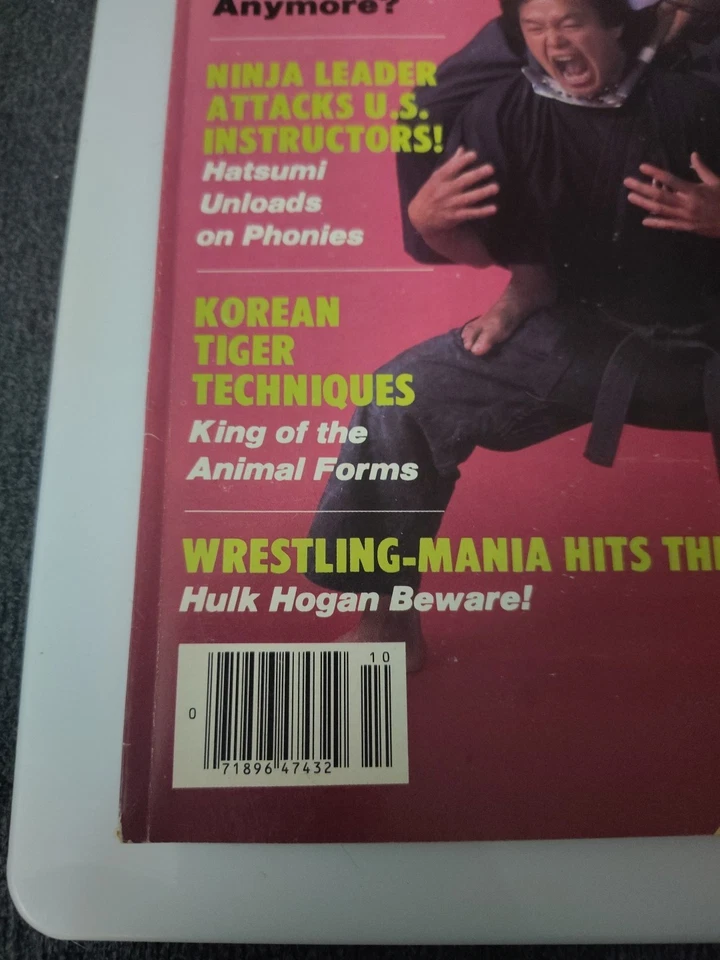 Anymore?
NINJA LEADER
ATTACKS U.S.
INSTRUCTORS!
Hatsumi
Unloads
on Phonies
KOREAN
TIGER
TECHNIQUES
King of the
Animal Forms
WRESTLING-MANIA HITS TH
Hulk Hogan Beware!
10
0
71896 47432